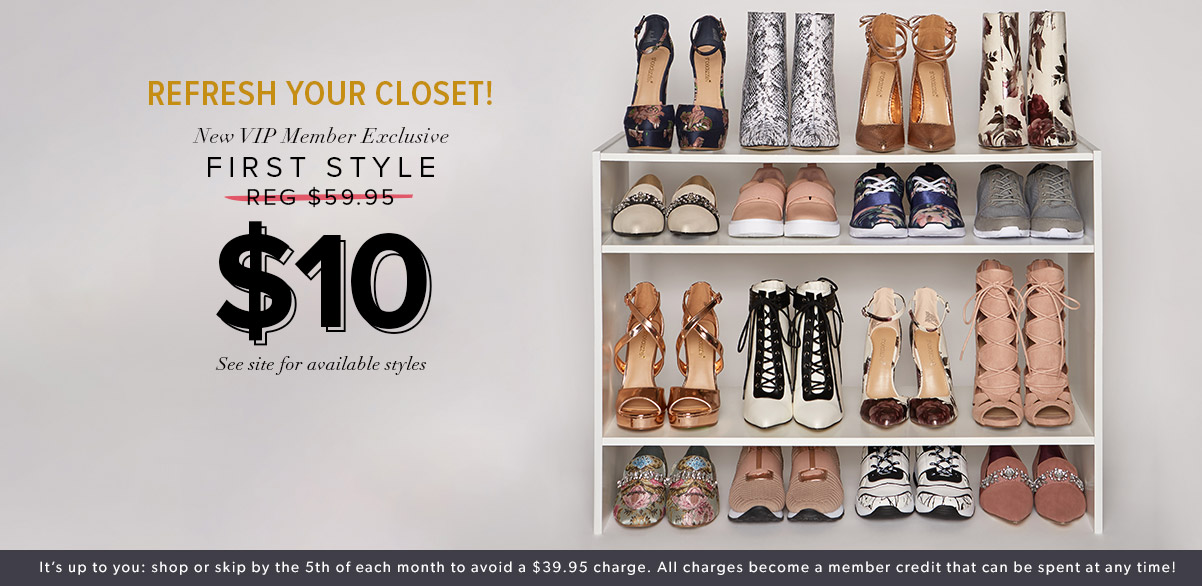 REFRESH YOUR CLOSET!
New VIP Member Exclusive
FIRST STYLE
REG $59.95
$10
See site for available styles
It's up to you: shop or skip by the 5th of each month to avoid a $39.95 charge. All charges become a member credit that can be spent at any time!